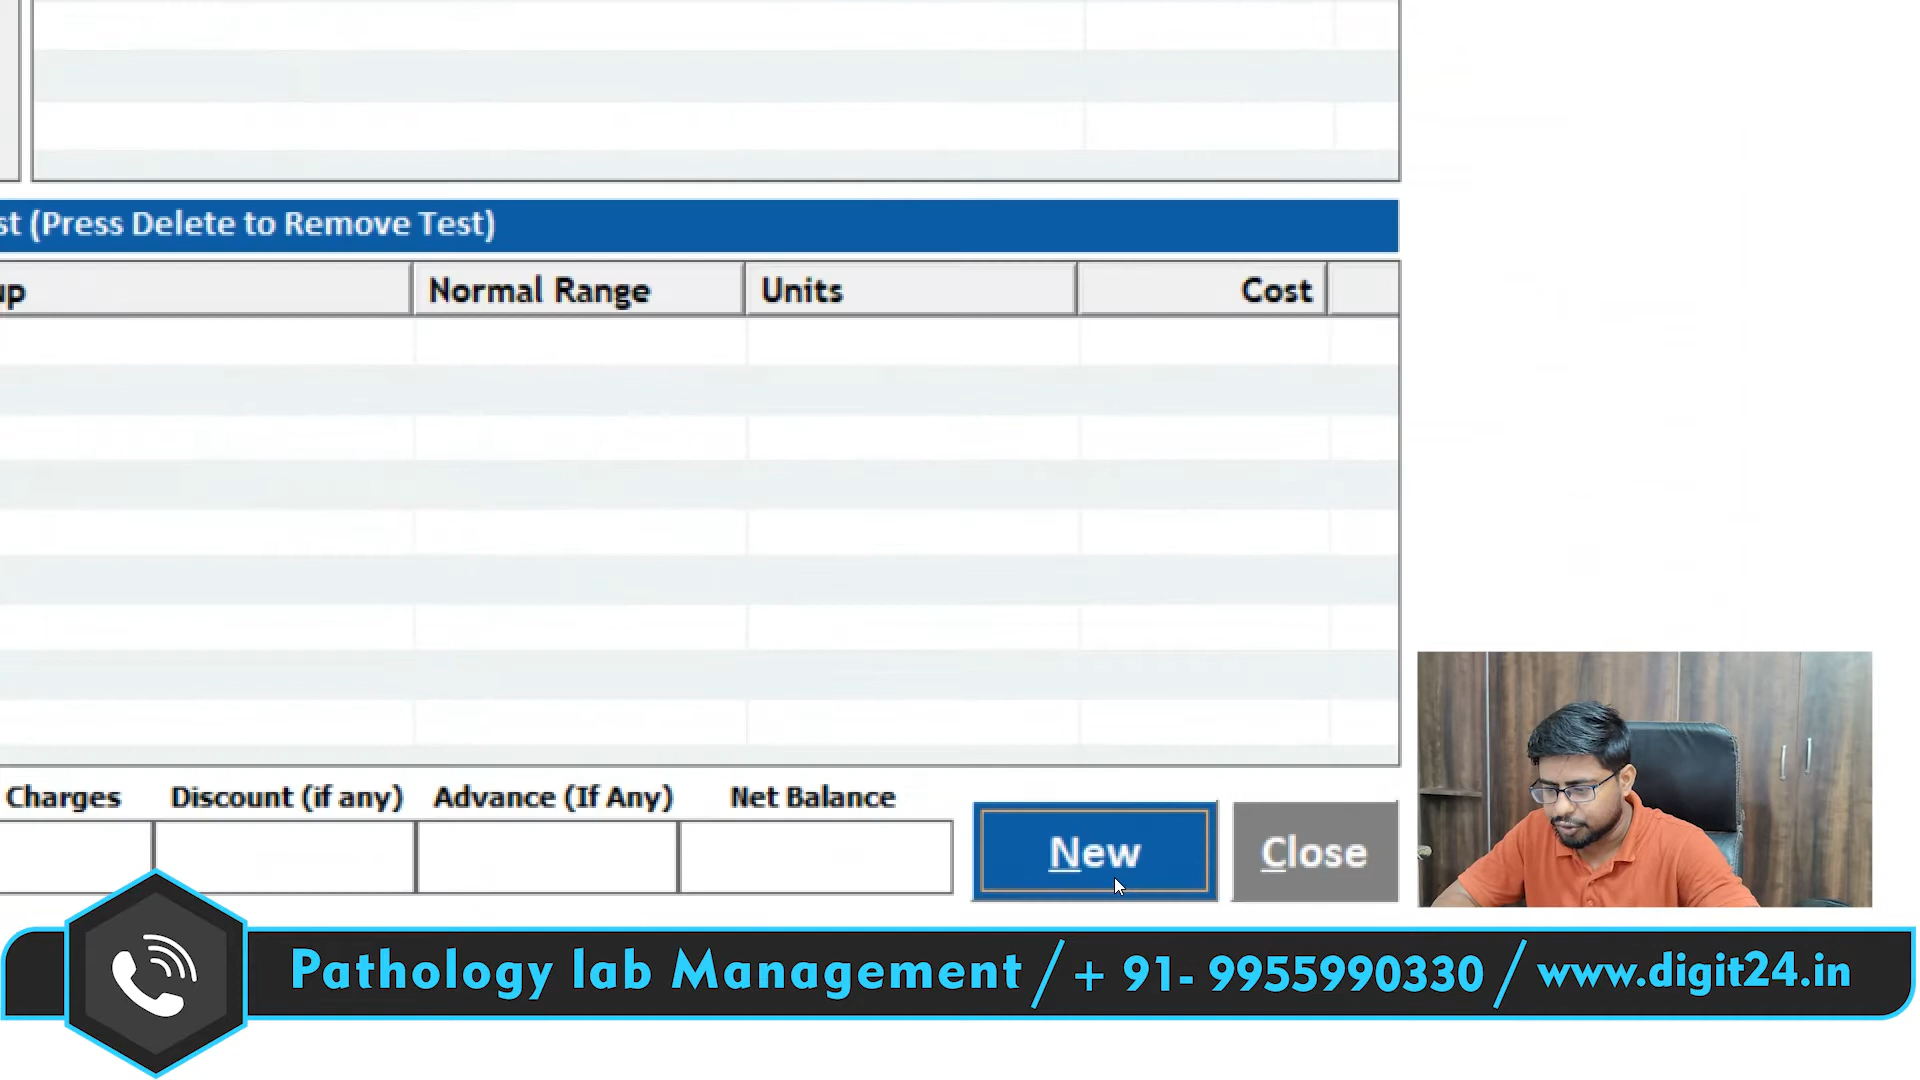 st (Press Delete to Remove Test)
up Normal Range Units Cost
Charges Discount (if any) Advance (If Any) Net Balance
New Close
Pathology lab Management / + 91- 9955990330 / www.digit24.in